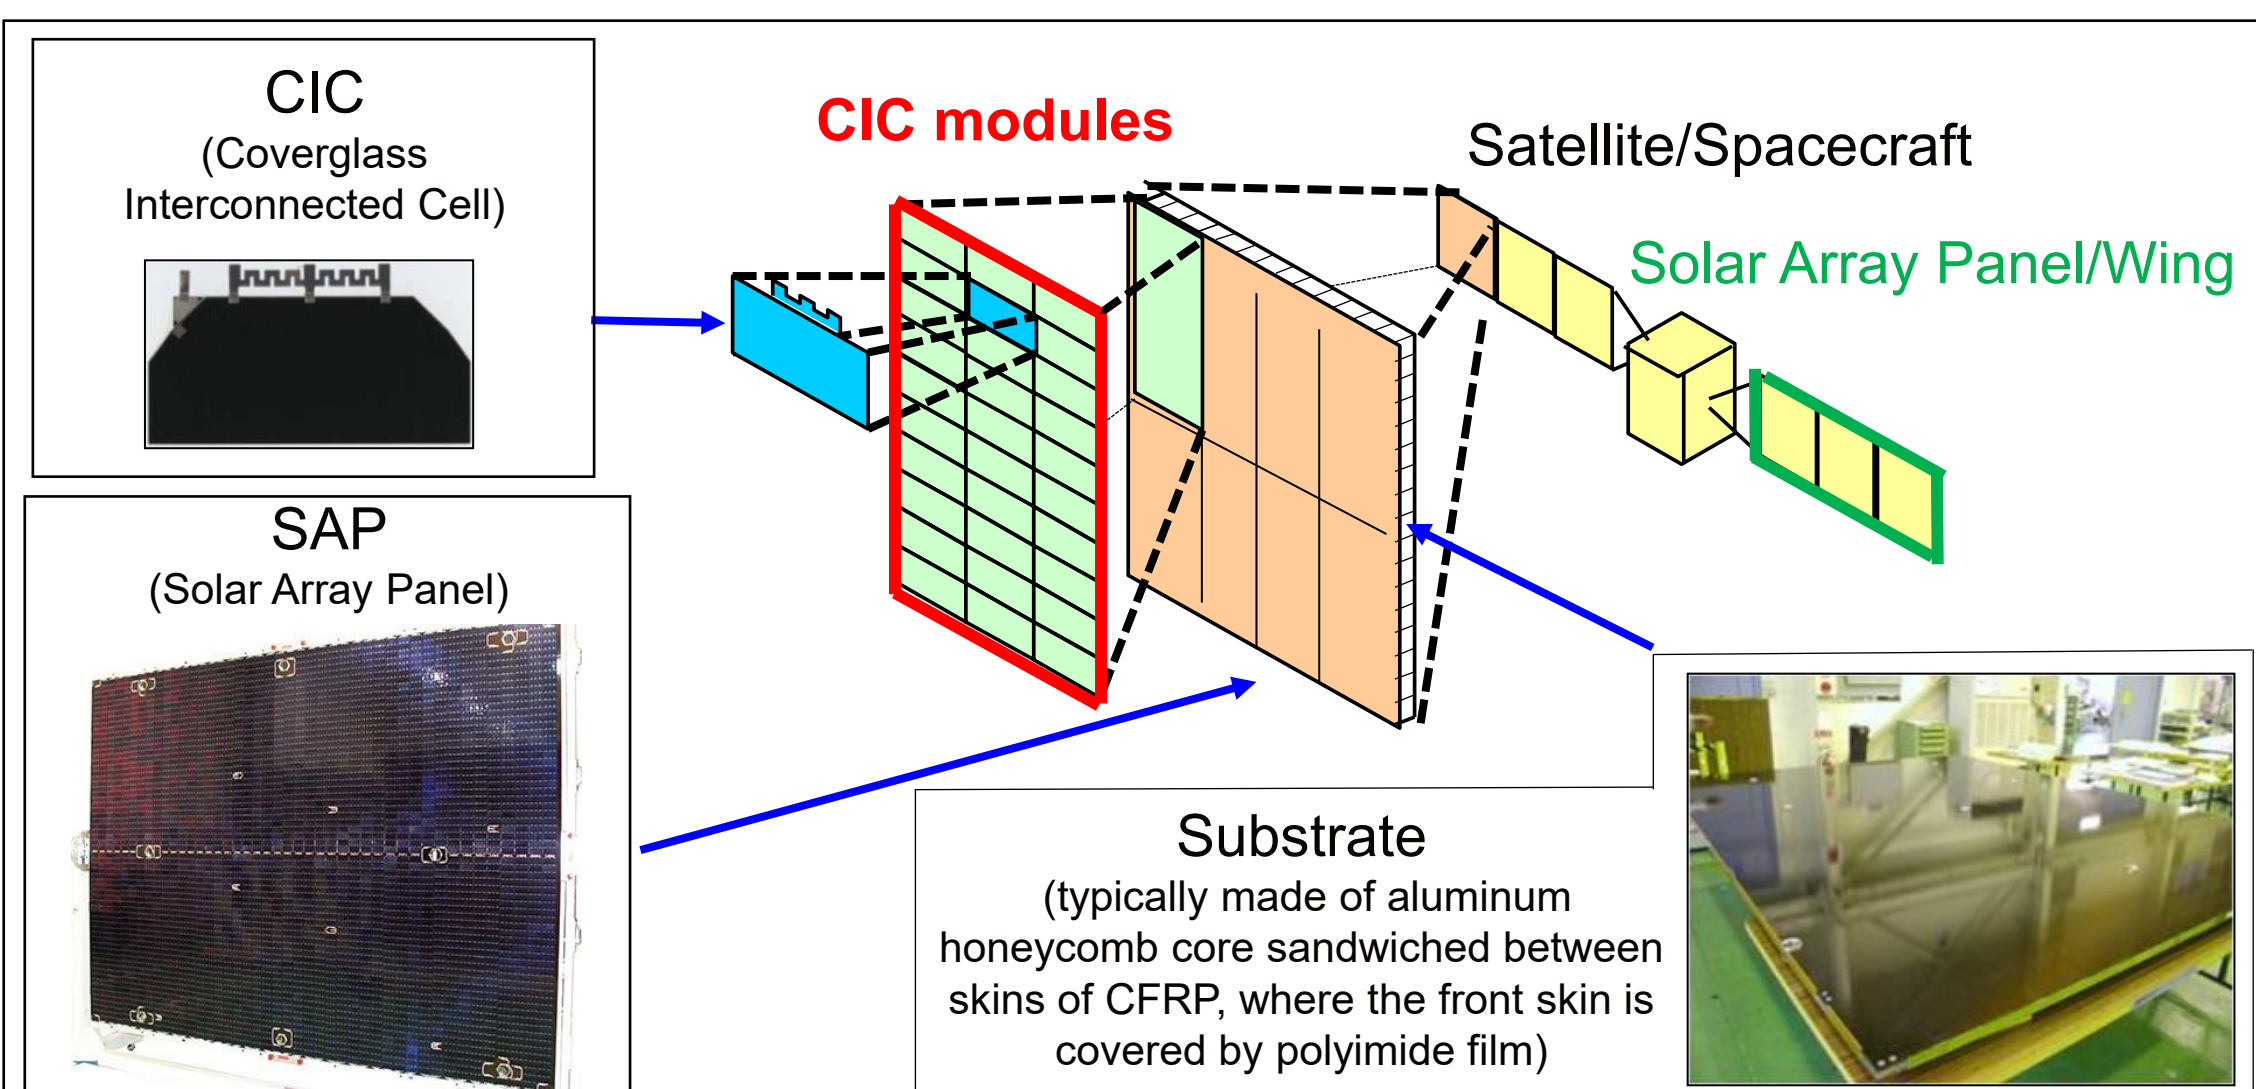 CIC
(Coverglass
Interconnected Cell)
CIC modules
Satellite/Spacecraft
Solar Array Panel/Wing
SAP
(Solar Array Panel)
Substrate
(typically made of aluminum
honeycomb core sandwiched between
skins of CFRP, where the front skin is
covered by polyimide film)